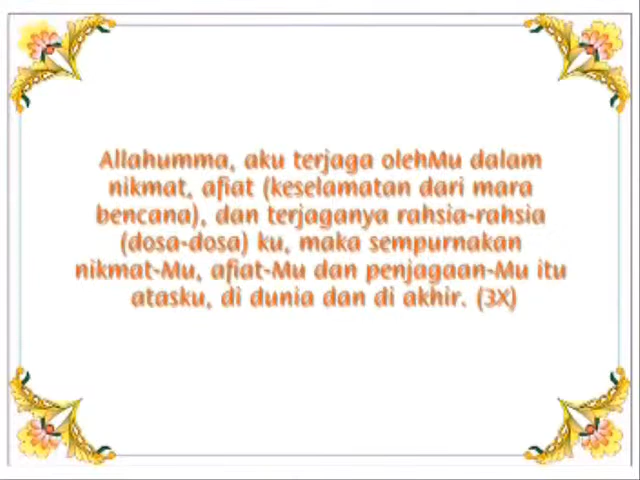 Allahumma, aku terjaga olehMu dalam
nikmat, afiat (keselamatan dari mara
bencana), dan terjaganya rahsia-rahsia
(dosa-dosa) ku, maka sempurnakan
nikmat-Mu, afiat-Mu dan penjagaan-Mu itu
atasku, di dunia dan di akhir. (3X)